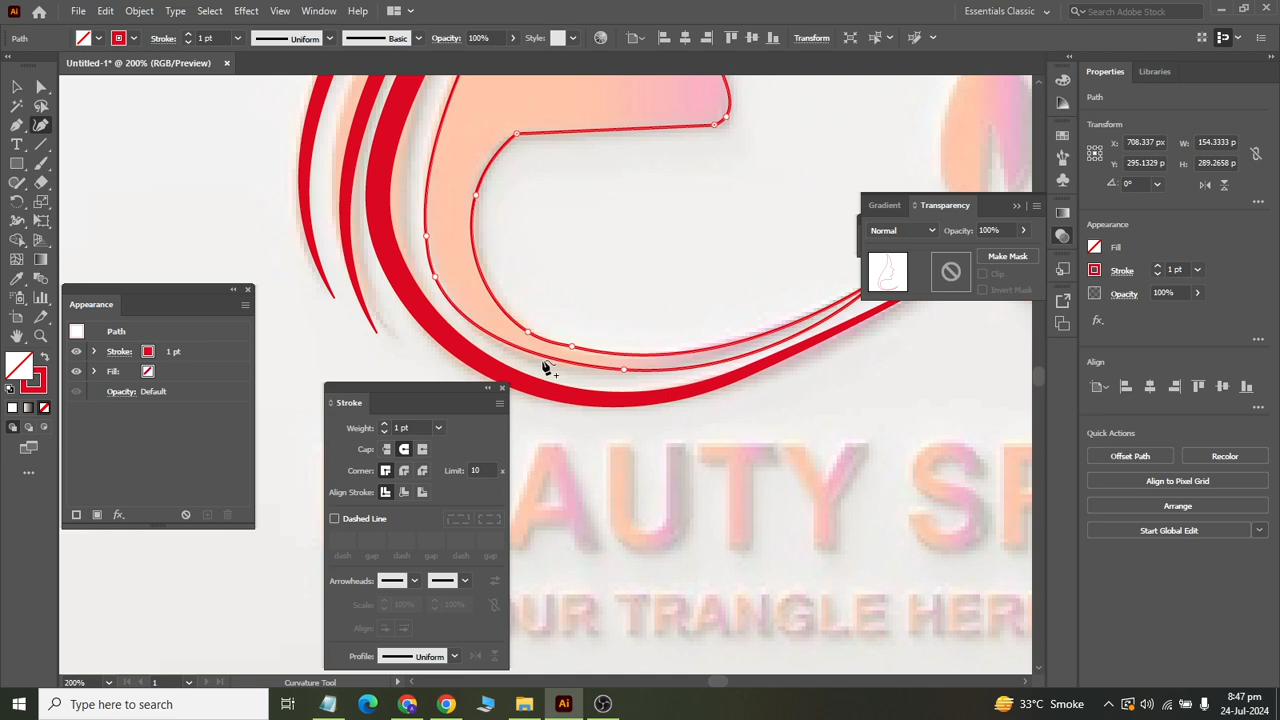 Ai File Edit Object Type Select Effect View Window Help
Essentials Classic Search Adobe Stock
Path Stroke: 1 pt Uniform Basic Opacity: 100% Style: Transform
Untitled-1* @ 200% (RGB/Preview)
Properties Libraries
Path
Transform
X: 708.337 px W: 154.3333 p
Y: 295.1329 p H: 289.2658 p
0°
Appearance
Fill
Stroke 1 pt
Opacity 100%
fx.
Align
Quick Actions
Offset Path Recolor
Align to Pixel Grid
Arrange
Start Global Edit
Gradient Transparency
Normal Opacity: 100%
Make Mask
Clip
Invert Mask
Appearance
Path
Stroke: 1 pt
Fill:
Opacity: Default
fx.
Stroke
Weight: 1 pt
Cap:
Corner: Limit: 10 x
Align Stroke:
Dashed Line
dash gap dash gap dash gap
Arrowheads:
Scale: 100% 100%
Align:
Profile: Uniform
AUTY SP
UR TRANGLE HER
200% 1 Curvature Tool
Type here to search
33°C Smoke
8:47 pm
24-Jul-2024